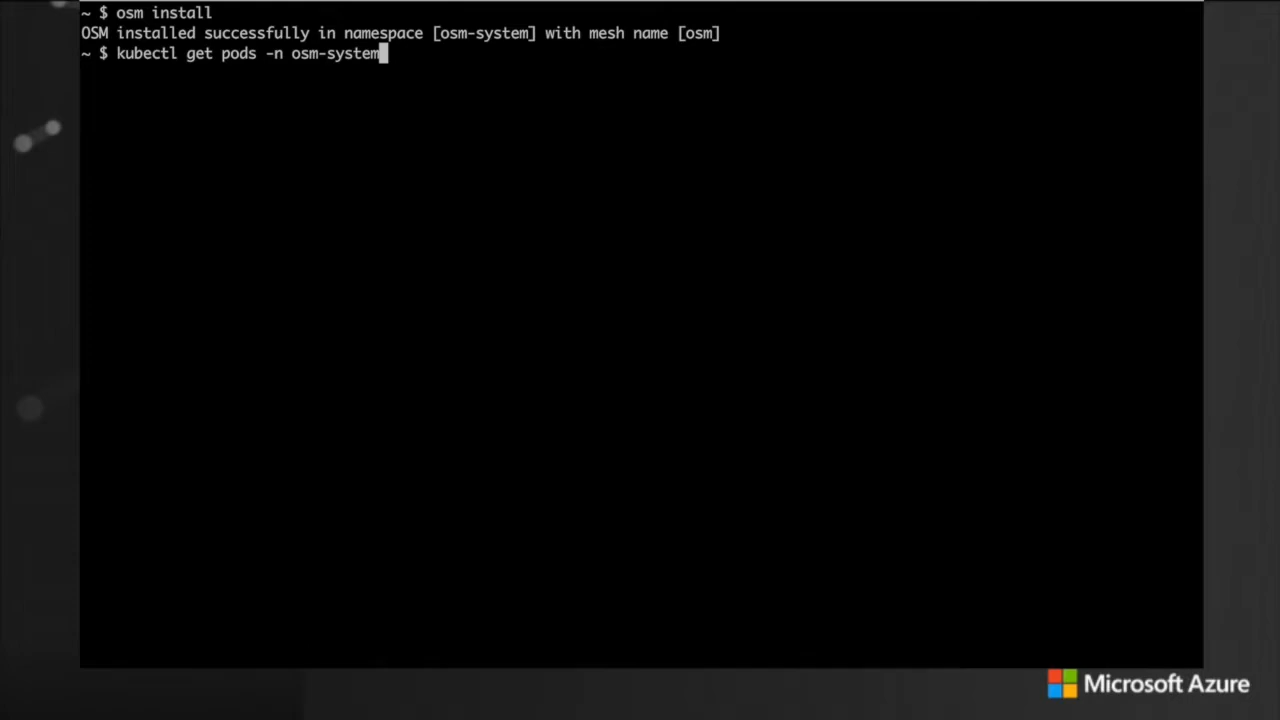 ~ $ osm install
OSM installed successfully in namespace [osm-system] with mesh name [osm]
~ $ kubectl get pods -n osm-system
Microsoft Azure